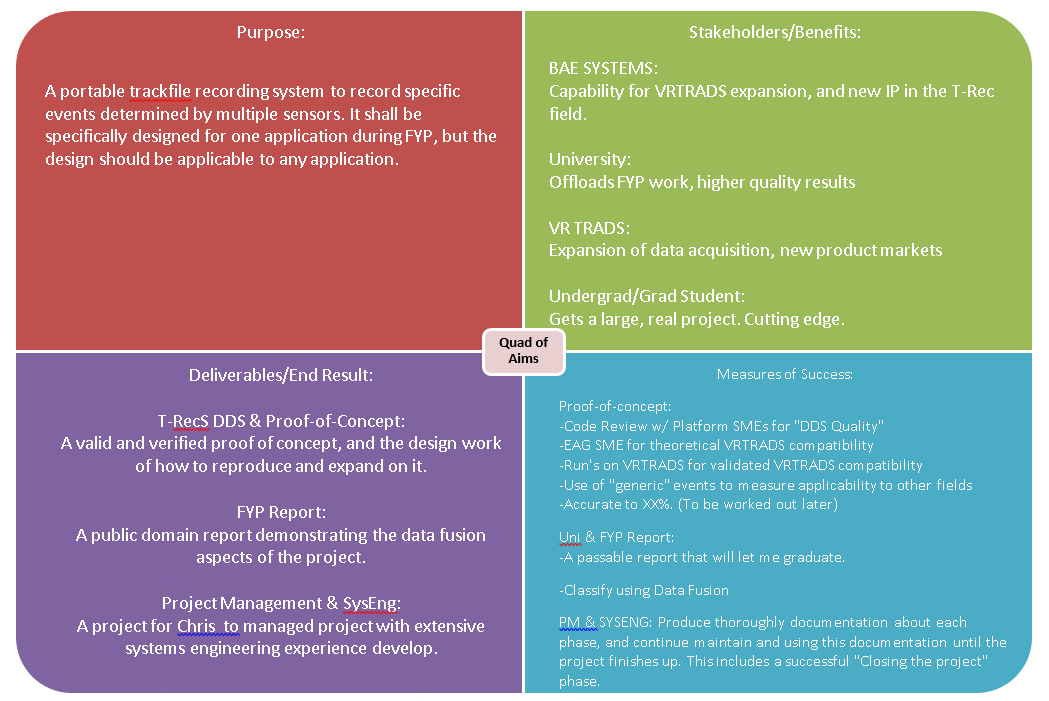 Purpose:
A portable trackfile recording system to record specific
events determined by multiple sensors. It shall be
specifically designed for one application during FYP, but the
design should be applicable to any application.
Stakeholders/Benefits:
BAE SYSTEMS:
Capability for VRTRADS expansion, and new IP in the T-Rec
field.
University:
Offloads FYP work, higher quality results
VR TRADS:
Expansion of data acquisition, new product markets
Undergrad/Grad Student:
Gets a large, real project. Cutting edge.
Quad of
Aims
Deliverables/End Result:
T-RecS DDS & Proof-of-Concept:
A valid and verified proof of concept, and the design work
of how to reproduce and expand on it.
FYP Report:
A public domain report demonstrating the data fusion
aspects of the project.
Project Management & SysEng:
A project for Chris to managed project with extensive
systems engineering experience develop.
Measures of Success:
Proof-of-concept:
-Code Review w/ Platform SMEs for "DDS Quality"
-EAG SME for theoretical VRTRADS compatibility
-Run's on VRTRADS for validated VRTRADS compatibility
-Use of "generic" events to measure applicability to other fields
-Accurate to XX%. (To be worked out later)
Uni & FYP Report:
-A passable report that will let me graduate.
-Classify using Data Fusion
PM & SYSENG: Produce thoroughly documentation about each
phase, and continue maintain and using this documentation until the
project finishes up. This includes a successful "Closing the project"
phase.